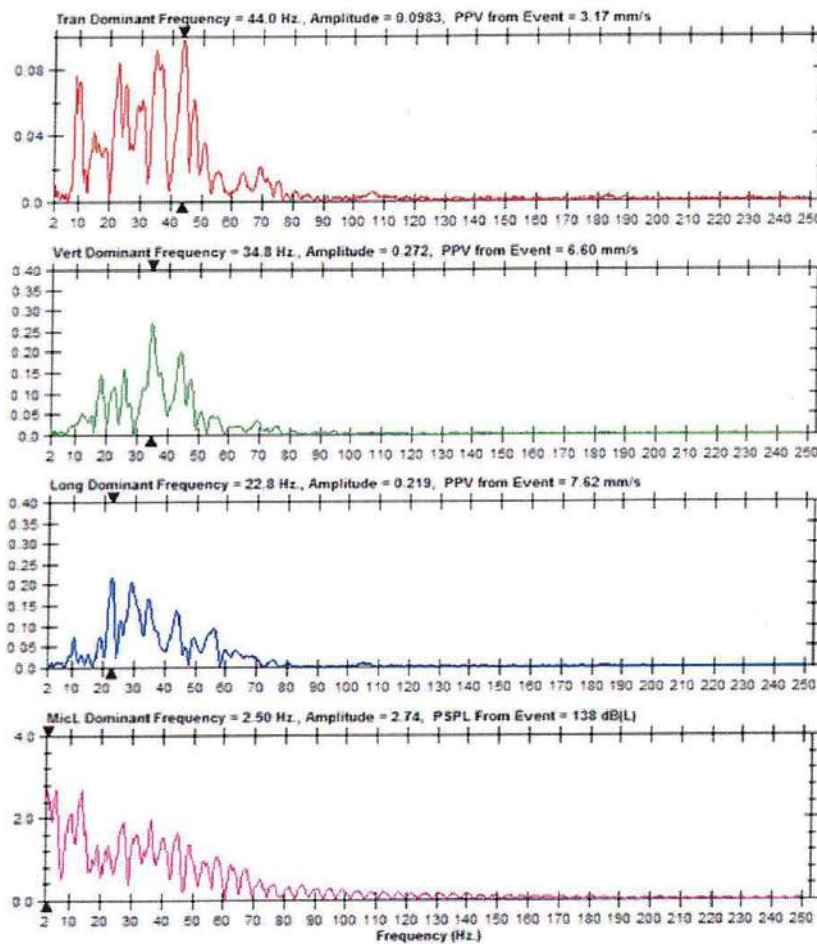 Tran Dominant Frequency = 44.0 Hz., Amplitude = 0.0983, PPV from Event = 3.17 mm/s
0.08
0.04
0.0
2 10 20 30 40 50 60 70 80 90 100 110 120 130 140 150 160 170 180 190 200 210 220 230 240 250
Vert Dominant Frequency = 34.8 Hz., Amplitude = 0.272, PPV from Event = 6.60 mm/s
0.40
0.35
0.30
0.25
0.20
0.15
0.10
0.05
0.0
2 10 20 30 40 50 60 70 80 90 100 110 120 130 140 150 160 170 180 190 200 210 220 230 240 250
Long Dominant Frequency = 22.8 Hz., Amplitude = 0.219, PPV from Event = 7.62 mm/s
0.40
0.35
0.30
0.25
0.20
0.15
0.10
0.05
0.0
2 10 20 30 40 50 60 70 80 90 100 110 120 130 140 150 160 170 180 190 200 210 220 230 240 250
MicL Dominant Frequency = 2.50 Hz., Amplitude = 2.74, PSPL From Event = 138 dB(L)
4.0
2.0
0.0
2 10 20 30 40 50 60 70 80 90 100 110 120 130 140 150 160 170 180 190 200 210 220 230 240 250
Frequency (Hz.)